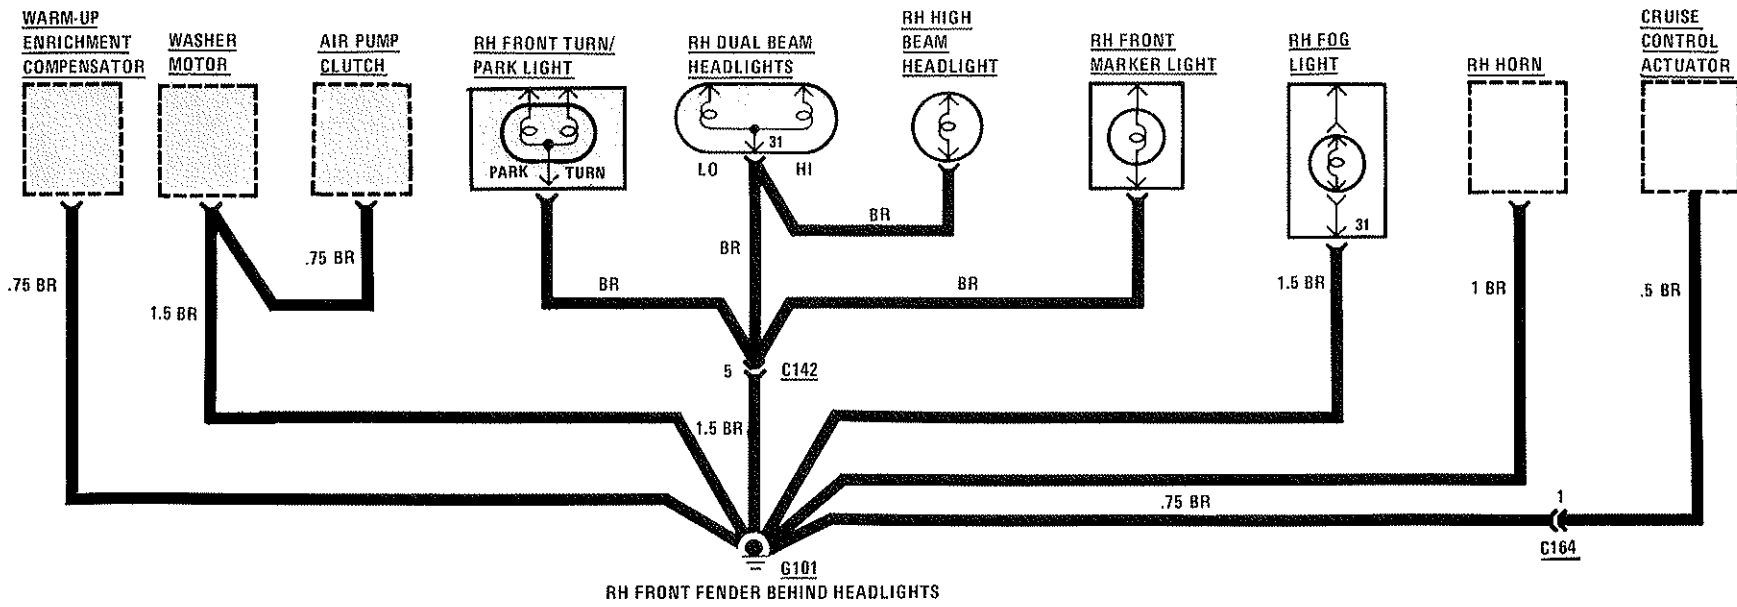 WARM-UP
ENRICHMENT
COMPENSATOR
WASHER
MOTOR
AIR PUMP
CLUTCH
RH FRONT TURN/
PARK LIGHT
RH DUAL BEAM
HEADLIGHTS
RH HIGH
BEAM
HEADLIGHT
RH FRONT
MARKER LIGHT
RH FOG
LIGHT
RH HORN
CRUISE
CONTROL
ACTUATOR
PARK
TURN
31
LO
HI
31
BR
BR
.75 BR
.75 BR
1.5 BR
BR
BR
1.5 BR
1 BR
.5 BR
5
C142
1.5 BR
.75 BR
1
C164
G101
RH FRONT FENDER BEHIND HEADLIGHTS